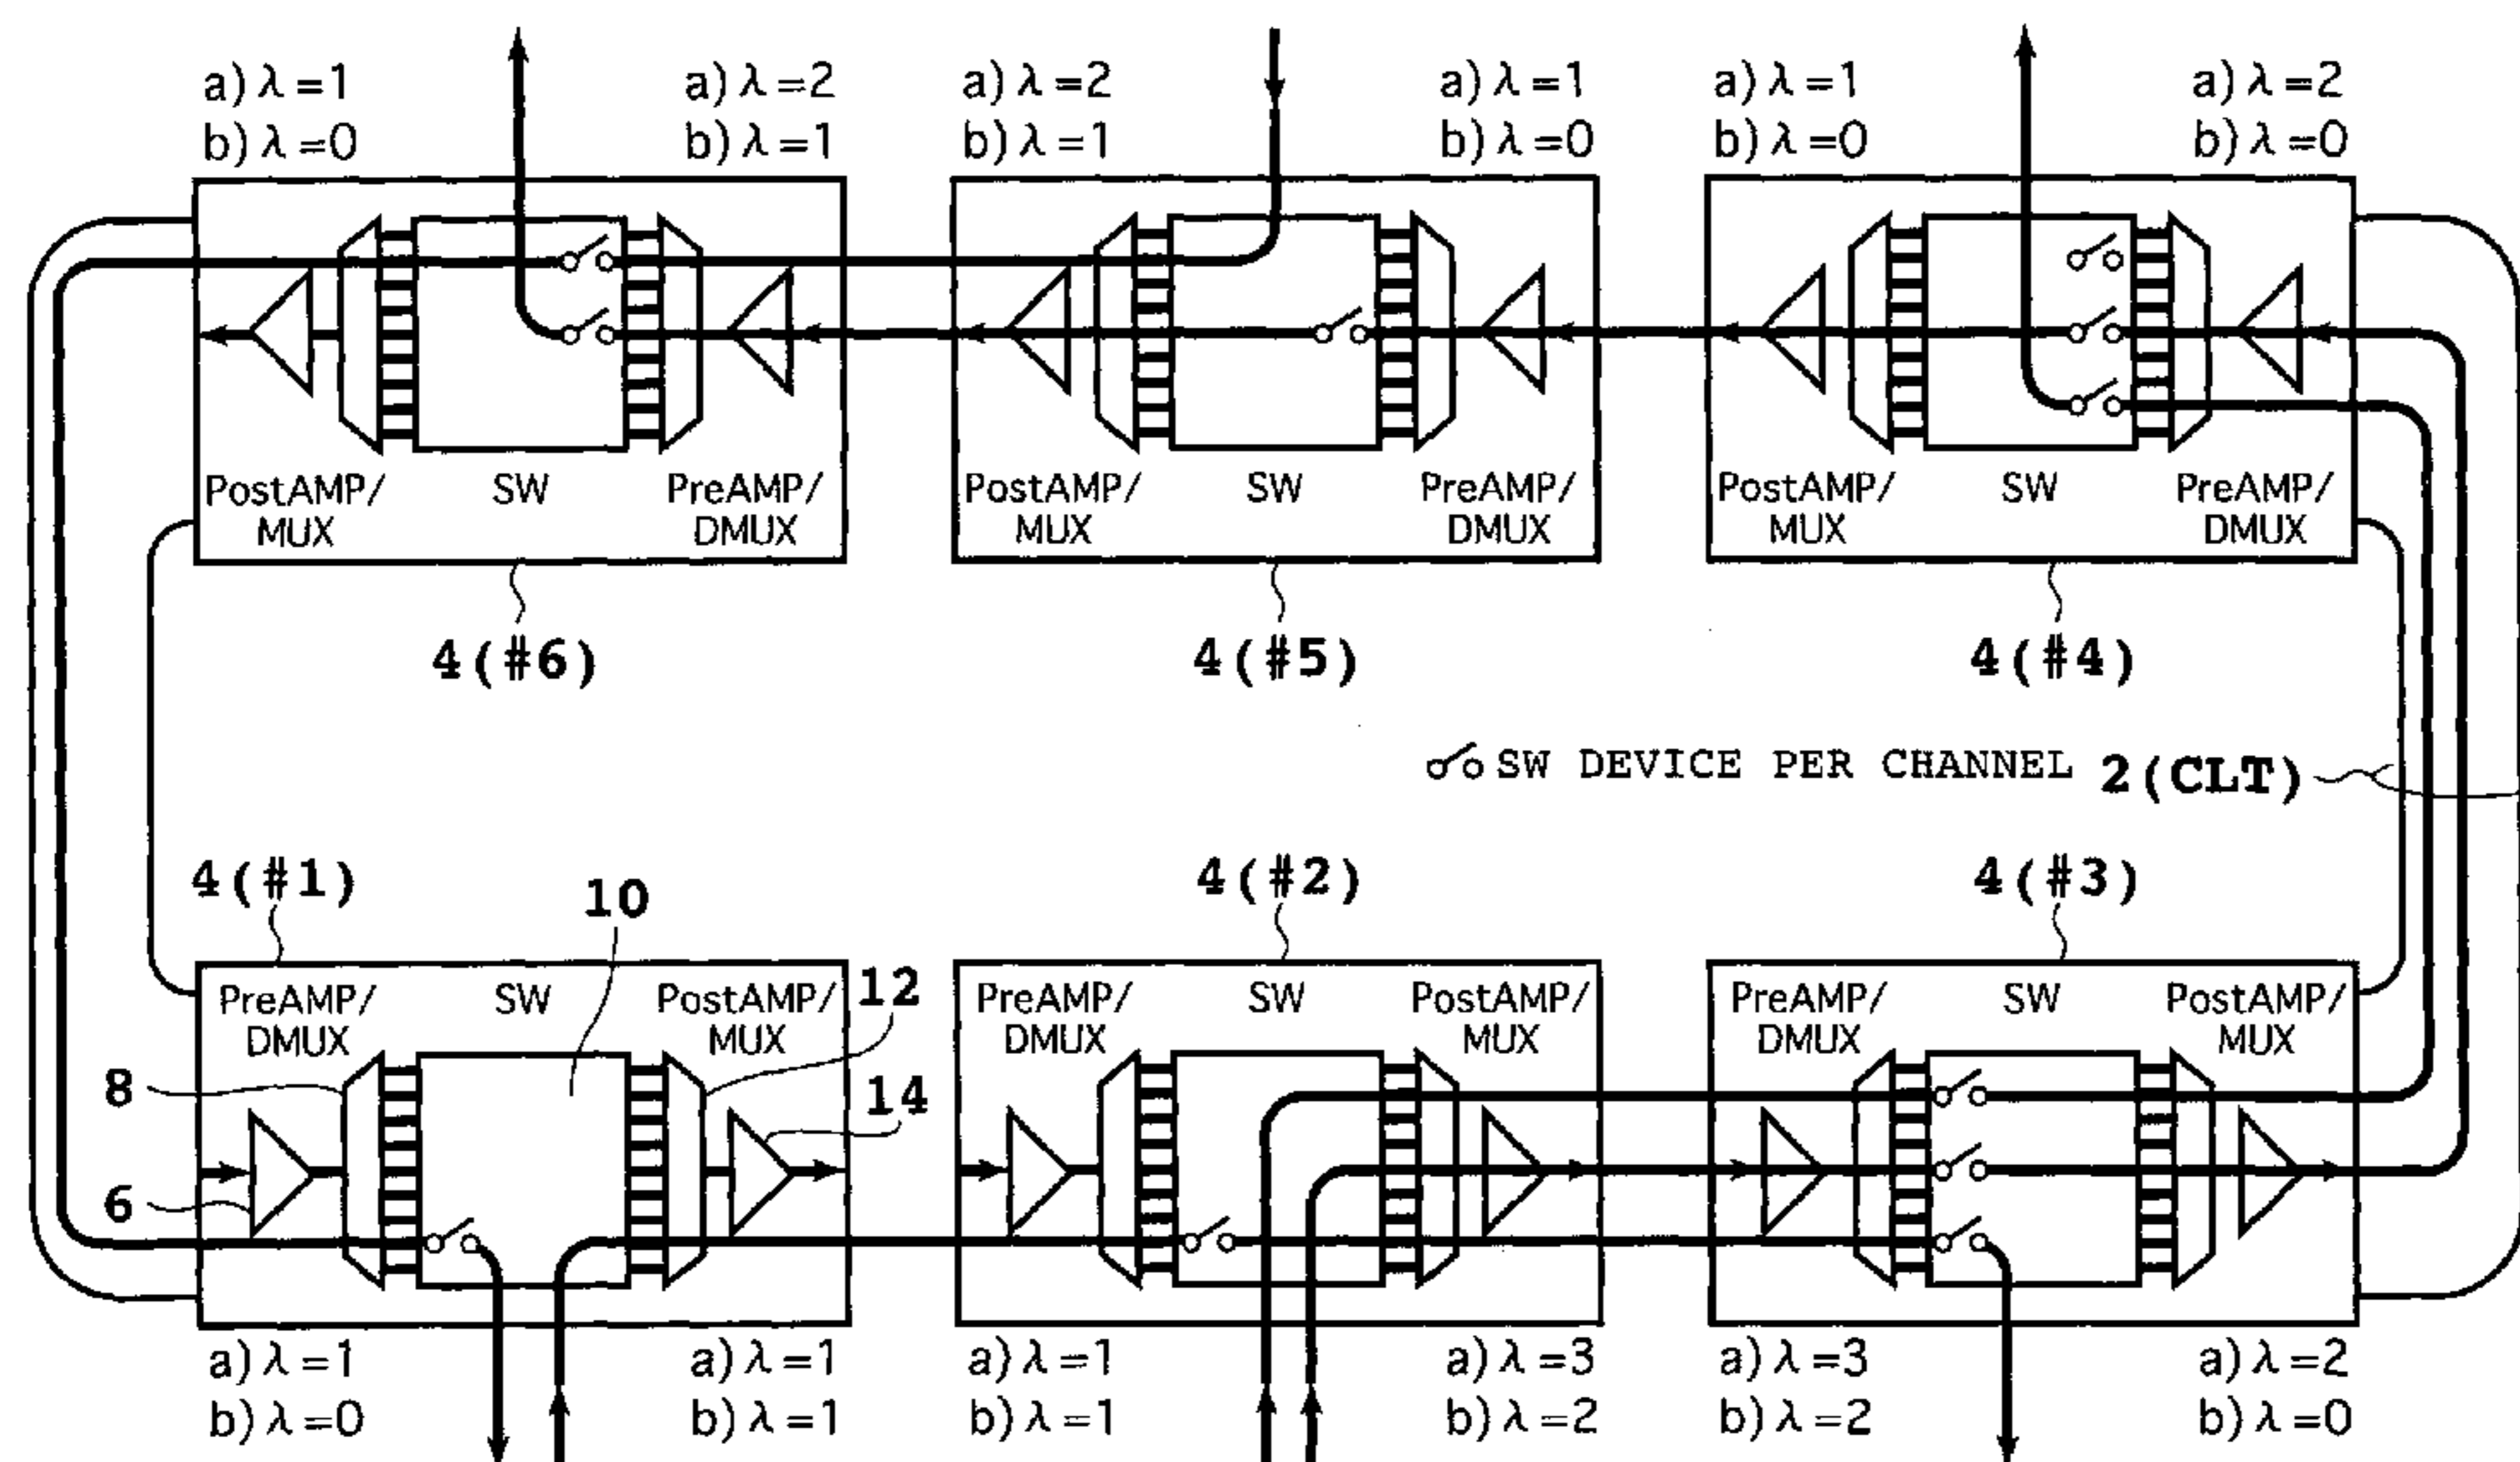 a) λ=1
b) λ=0
a) λ=2
b) λ=1
a) λ=2
b) λ=1
a) λ=1
b) λ=0
a) λ=1
b) λ=0
a) λ=2
b) λ=0
PostAMP/
MUX
SW
PreAMP/
DMUX
PostAMP/
MUX
SW
PreAMP/
DMUX
PostAMP/
MUX
SW
PreAMP/
DMUX
4(#6)
4(#5)
4(#4)
SW DEVICE PER CHANNEL
2(CLT)
4(#1)
10
4(#2)
4(#3)
PreAMP/
DMUX
SW
PostAMP/
MUX
12
PreAMP/
DMUX
SW
PostAMP/
MUX
PreAMP/
DMUX
SW
PostAMP/
MUX
8
14
6
a) λ=1
b) λ=0
a) λ=1
b) λ=1
a) λ=1
b) λ=1
a) λ=3
b) λ=2
a) λ=3
b) λ=2
a) λ=2
b) λ=0